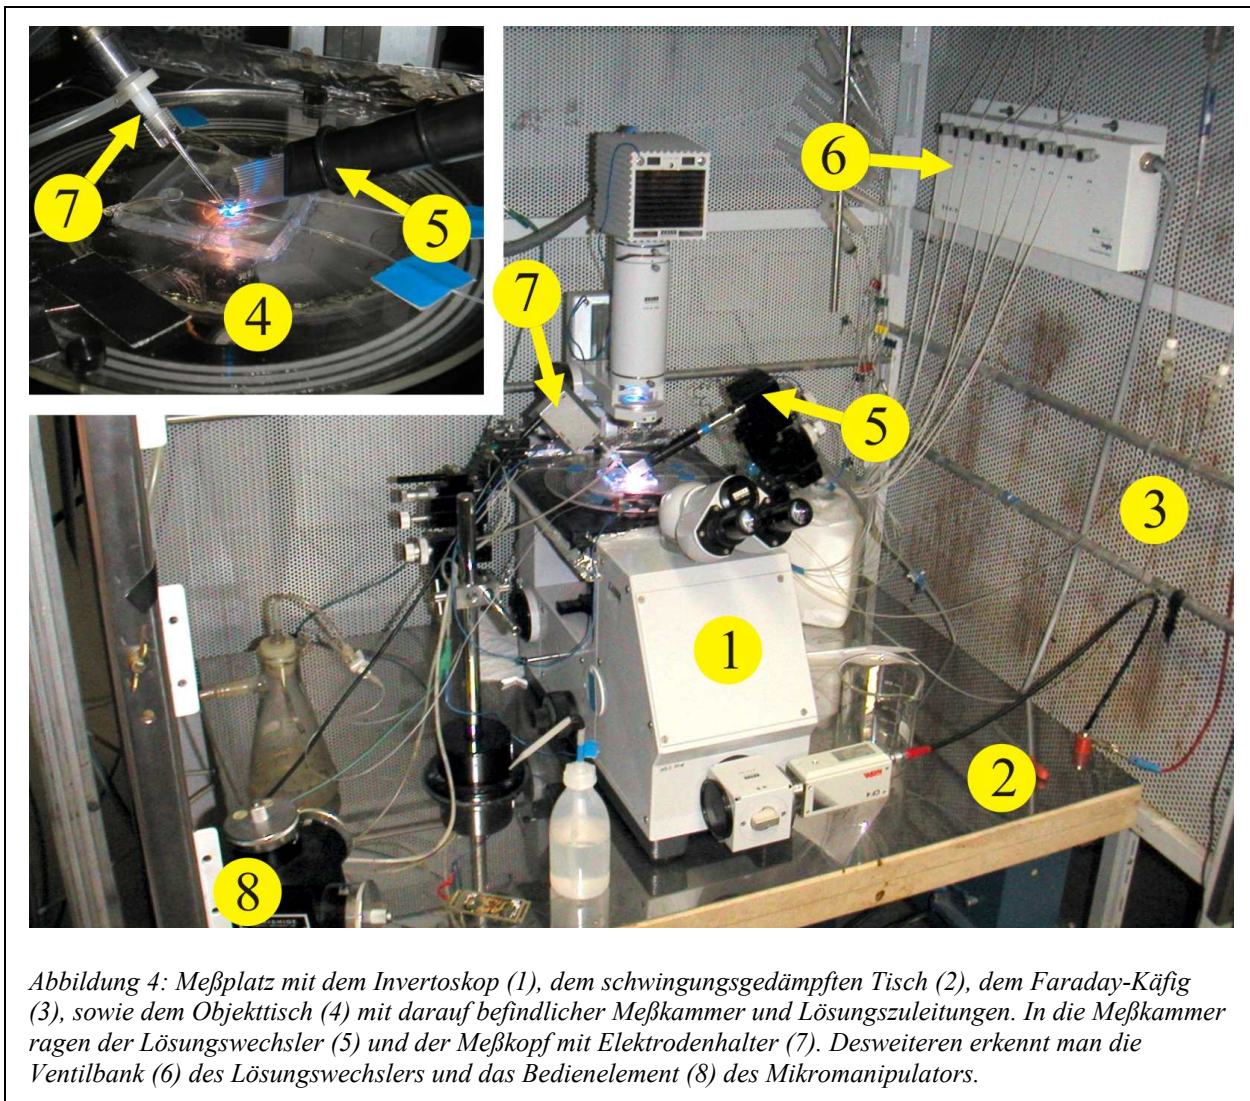 7
5
4
6
7
5
3
1
2
8
Abbildung 4: Meßplatz mit dem Invertoskop (1), dem schwingungsgedämpften Tisch (2), dem Faraday-Käfig
(3), sowie dem Objekttisch (4) mit darauf befindlicher Meßkammer und Lösungszuleitungen. In die Meßkammer
ragen der Lösungswechsler (5) und der Meßkopf mit Elektrodenhalter (7). Desweiteren erkennt man die
Ventilbank (6) des Lösungswechslers und das Bedienelement (8) des Mikromanipulators.